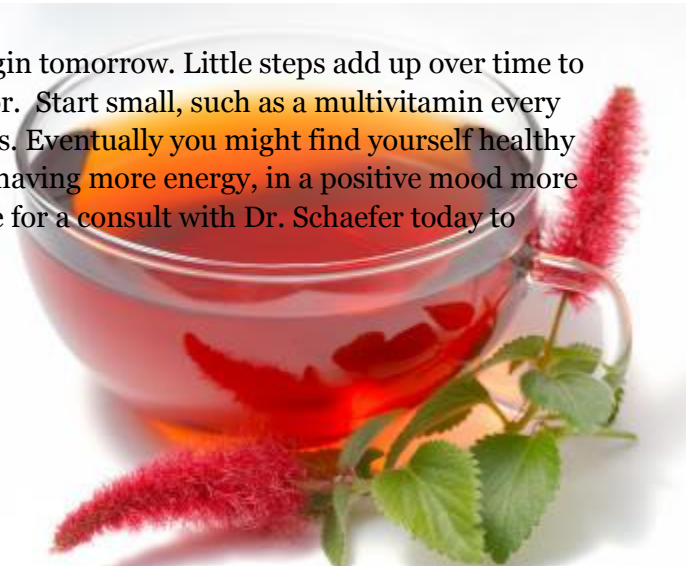 gin tomorrow. Little steps add up over time to
r. Start small, such as a multivitamin every
s. Eventually you might find yourself healthy
having more energy, in a positive mood more
e for a consult with Dr. Schaefer today to